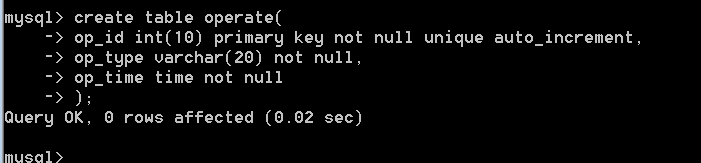 mysql> create table operate(
    -> op_id int(10) primary key not null unique auto_increment,
    -> op_type varchar(20) not null,
    -> op_time time not null
    -> );
Query OK, 0 rows affected (0.02 sec)
mysql>